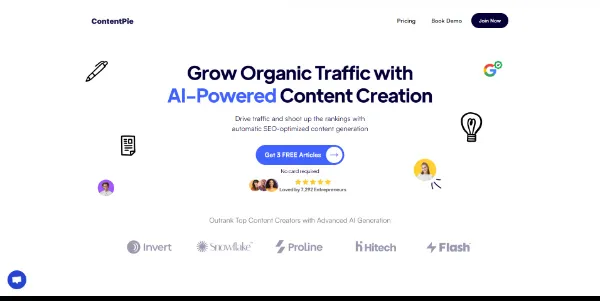 ContentPie
Pricing
Book Demo
Join Now
Grow Organic Traffic with
AI-Powered Content Creation
Drive traffic and shoot up the rankings with
automatic SEO-optimized content generation
Get 3 FREE Articles
No card required
Loved by 7,292 Entrepreneurs
Outrank Top Content Creators with Advanced AI Generation
Invert
Snowflake
Proline
Hitech
Flash